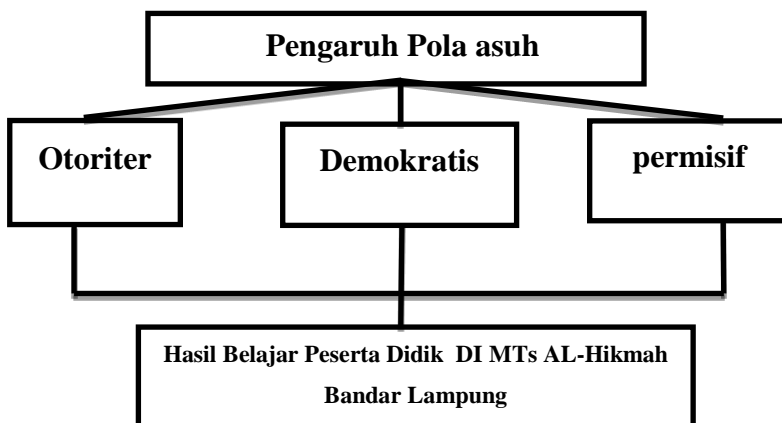 Pengaruh Pola asuh
Otoriter
Demokratis
permisif
Hasil Belajar Peserta Didik DI MTs AL-Hikmah
Bandar Lampung